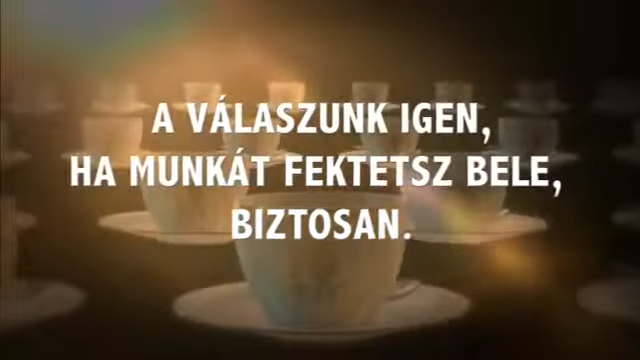 A VÁLASZUNK IGEN,
HA MUNKÁT FEKTETSZ BELE,
BIZTOSAN.